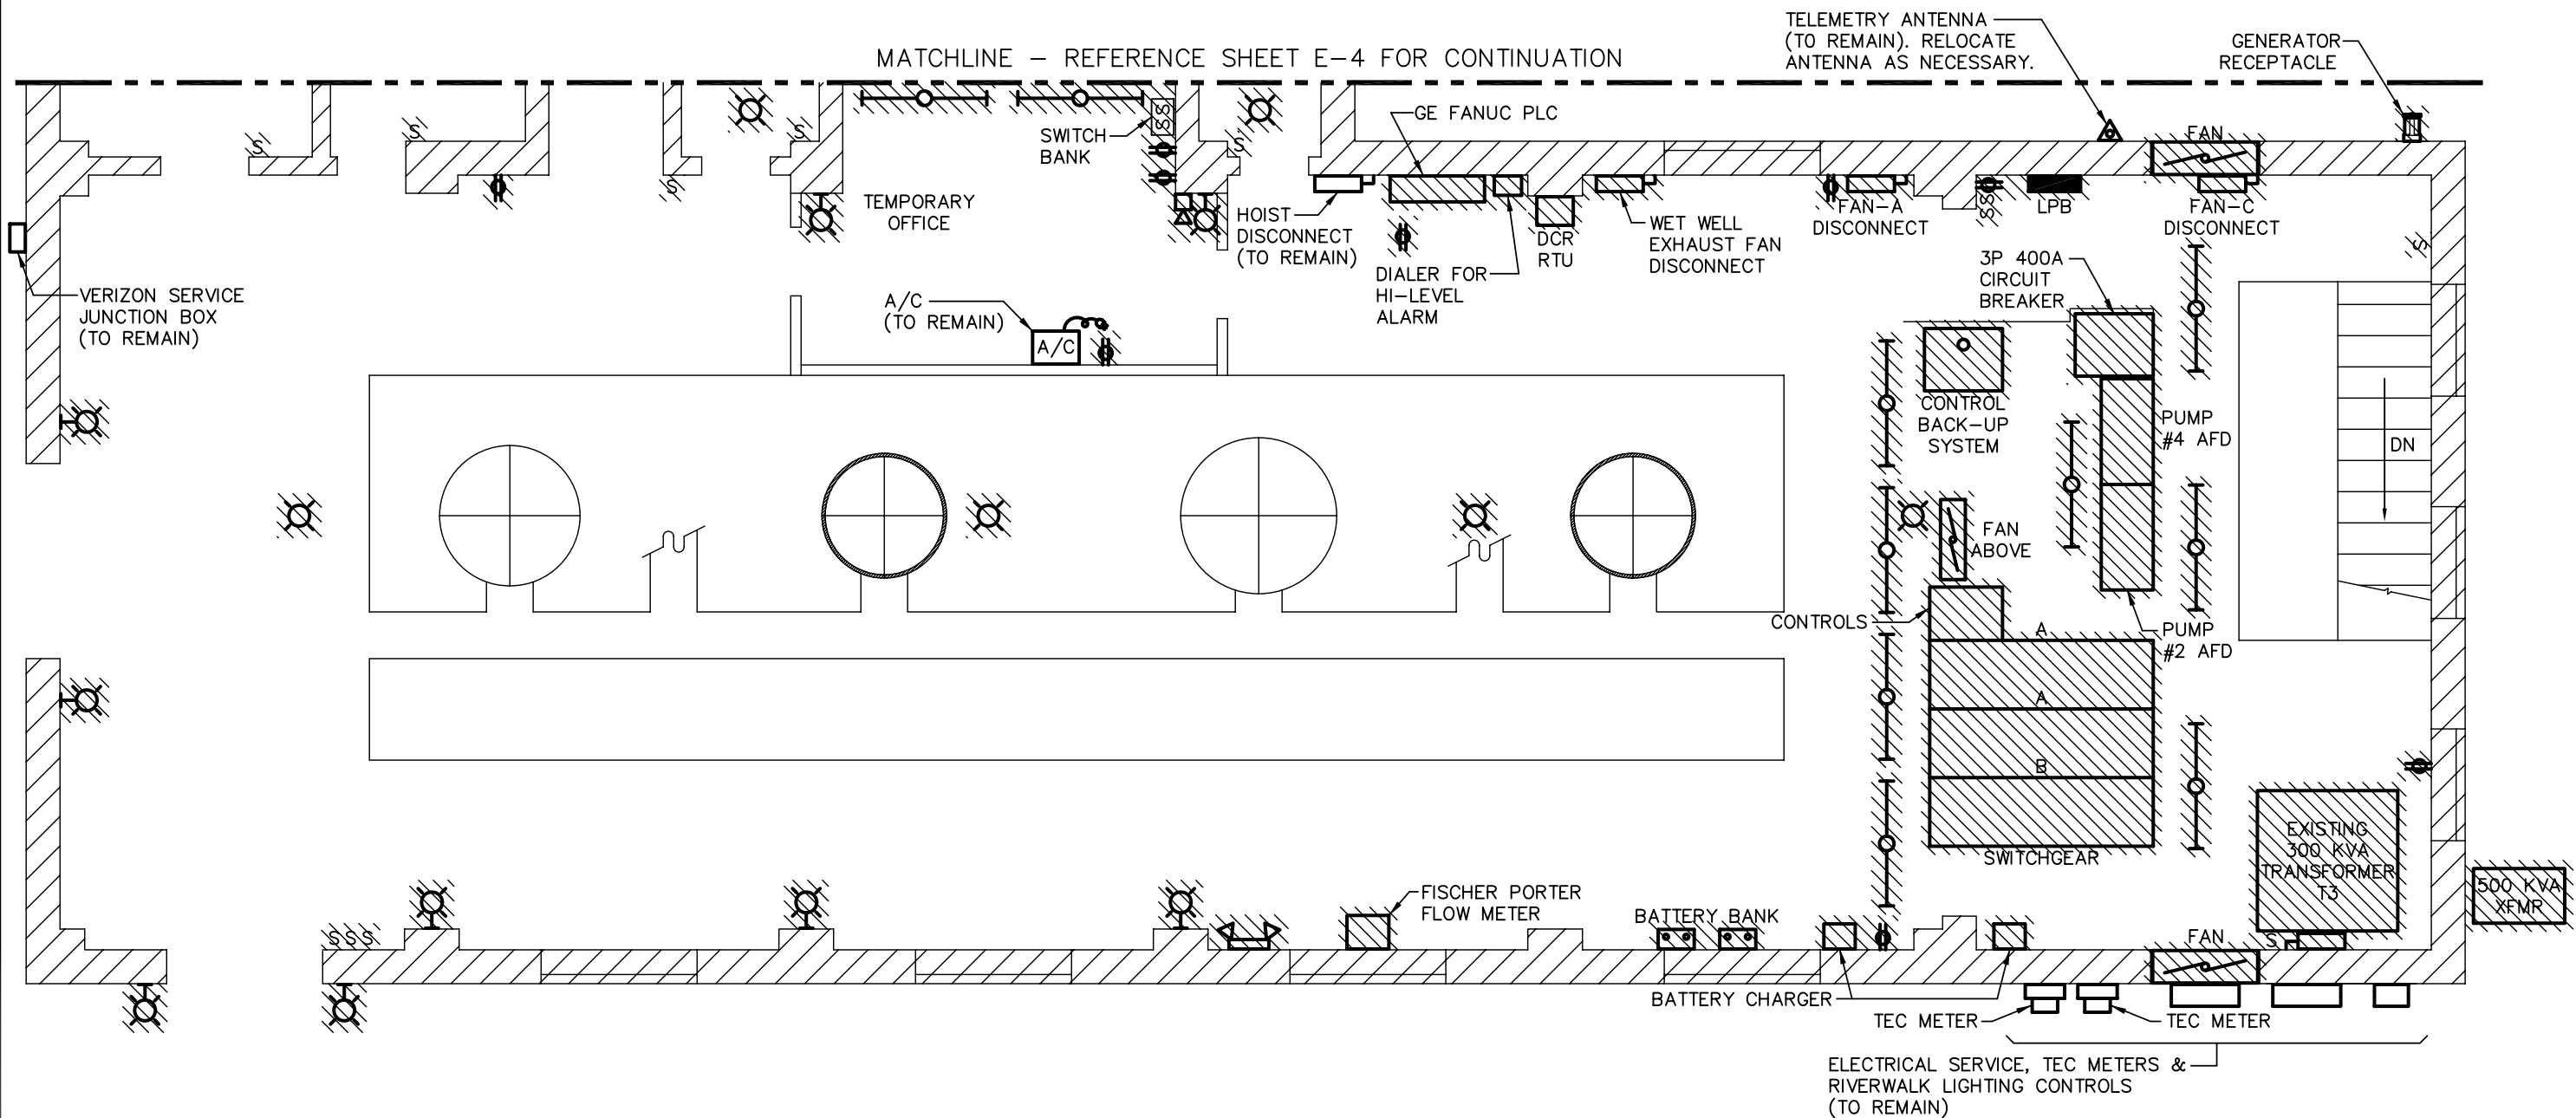 MATCHLINE – REFERENCE SHEET E–4 FOR CONTINUATION
TELEMETRY ANTENNA
(TO REMAIN). RELOCATE
ANTENNA AS NECESSARY.
GENERATOR
RECEPTACLE
S
S
S
S
S
SWITCH
BANK
SS
S
GE FANUC PLC
FAN
TEMPORARY
OFFICE
HOIST
DISCONNECT
(TO REMAIN)
DIALER FOR
HI–LEVEL
ALARM
DCR
RTU
WET WELL
EXHAUST FAN
DISCONNECT
FAN–A
DISCONNECT
SS
LPB
FAN–C
DISCONNECT
S
VERIZON SERVICE
JUNCTION BOX
(TO REMAIN)
A/C
(TO REMAIN)
A/C
3P 400A
CIRCUIT
BREAKER
CONTROL
BACK–UP
SYSTEM
PUMP
#4 AFD
DN
FAN
ABOVE
CONTROLS
PUMP
#2 AFD
A
A
B
SWITCHGEAR
EXISTING
300 KVA
TRANSFORMER
T3
500 KVA
XFMR
SSS
FISCHER PORTER
FLOW METER
BATTERY BANK
FAN
S
BATTERY CHARGER
TEC METER
TEC METER
ELECTRICAL SERVICE, TEC METERS &
RIVERWALK LIGHTING CONTROLS
(TO REMAIN)